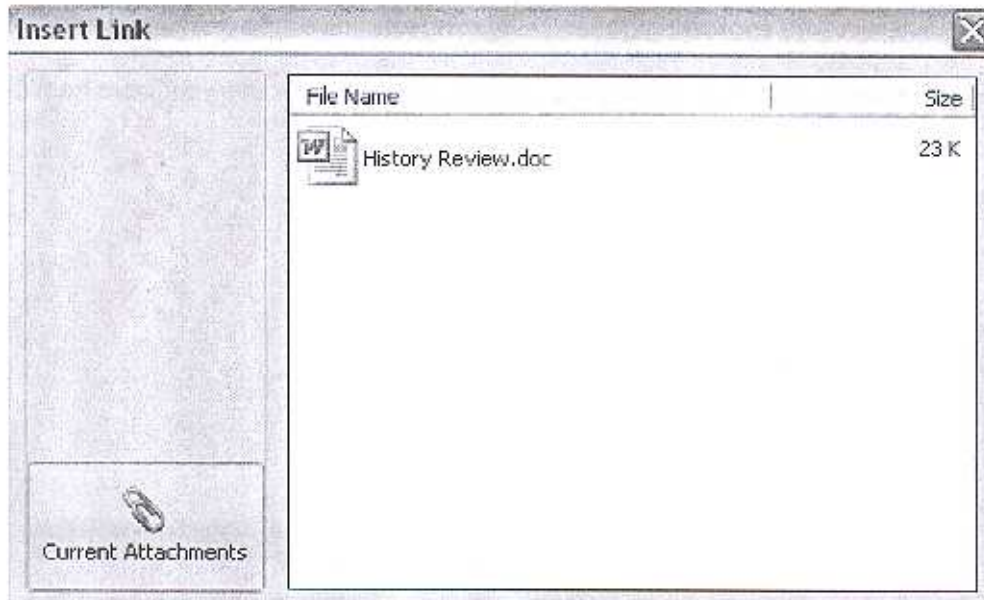 Insert Link
File Name Size
History Review.doc 23 K
Current Attachments